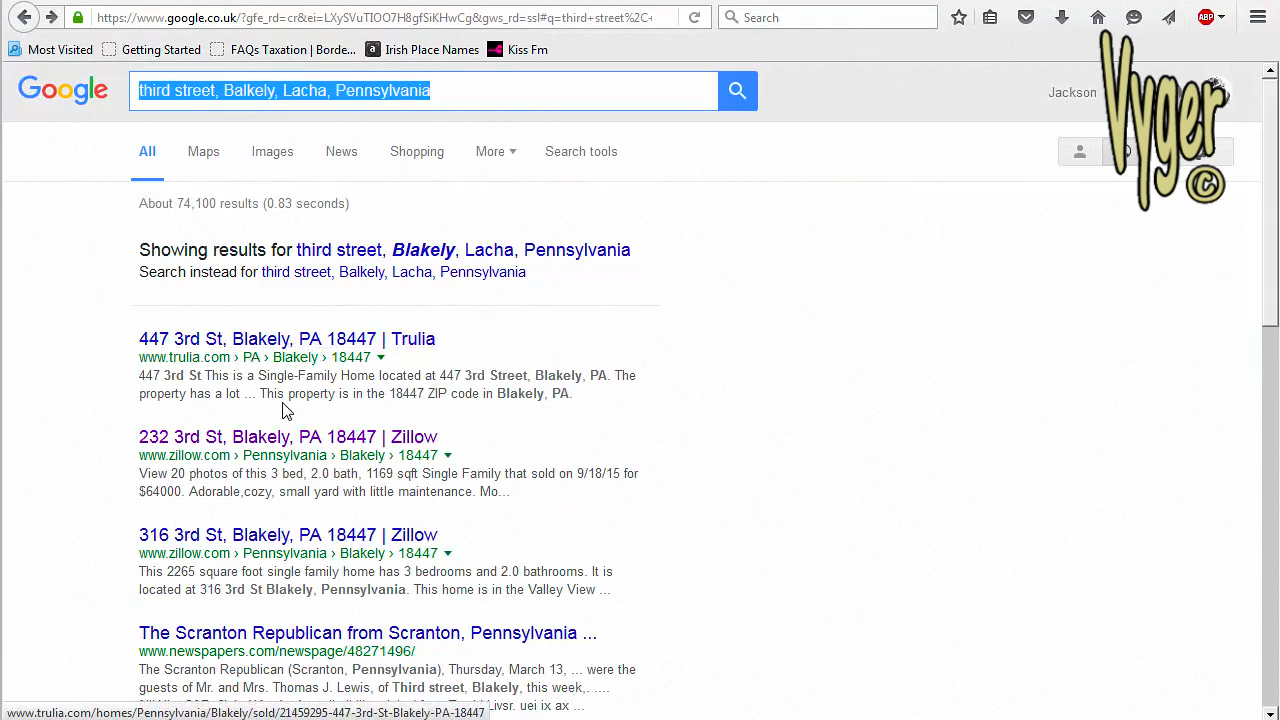 https://www.google.co.uk/?gfe_rd=cr&ei=LXySVuTIOO7H8gfSiKHwCg&gws_rd=ssl#q=third+street%2C+
Search
ABP
Most Visited Getting Started FAQs Taxation | Borde... Irish Place Names Kiss Fm
Google third street, Balkely, Lacha, Pennsylvania
Jackson
Vyger ©
All Maps Images News Shopping More Search tools
About 74,100 results (0.83 seconds)
Showing results for third street, Blakely, Lacha, Pennsylvania
Search instead for third street, Balkely, Lacha, Pennsylvania
447 3rd St, Blakely, PA 18447 | Trulia
www.trulia.com › PA › Blakely › 18447
447 3rd St This is a Single-Family Home located at 447 3rd Street, Blakely, PA. The
property has a lot ... This property is in the 18447 ZIP code in Blakely, PA.
232 3rd St, Blakely, PA 18447 | Zillow
www.zillow.com › Pennsylvania › Blakely › 18447
View 20 photos of this 3 bed, 2.0 bath, 1169 sqft Single Family that sold on 9/18/15 for
$64000. Adorable,cozy, small yard with little maintenance. Mo...
316 3rd St, Blakely, PA 18447 | Zillow
www.zillow.com › Pennsylvania › Blakely › 18447
This 2265 square foot single family home has 3 bedrooms and 2.0 bathrooms. It is
located at 316 3rd St Blakely, Pennsylvania. This home is in the Valley View ...
The Scranton Republican from Scranton, Pennsylvania ...
www.newspapers.com/newspage/48271496/
The Scranton Republican (Scranton, Pennsylvania), Thursday, March 13, ... were the
guests of Mr. and Mrs. Thomas J. Lewis, of Third street, Blakely, this week,. ....
www.trulia.com/homes/Pennsylvania/Blakely/sold/21459295-447-3rd-St-Blakely-PA-18447